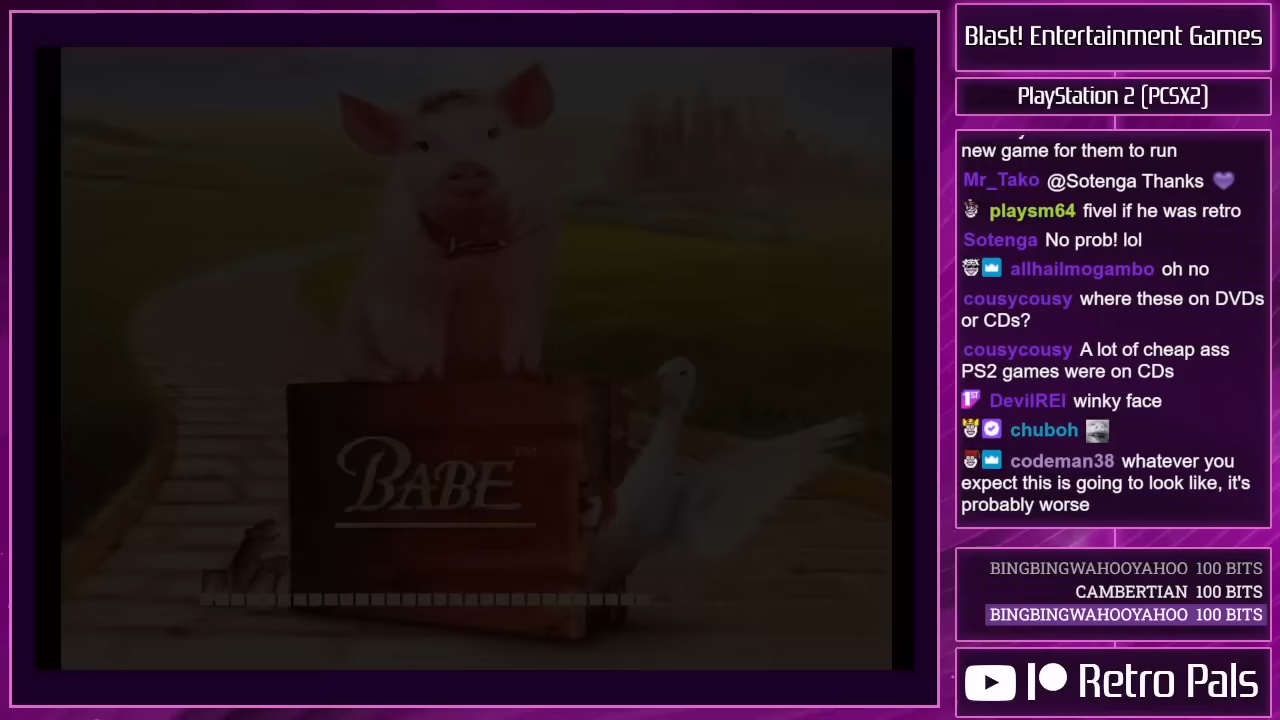 Blast! Entertainment Games
PlayStation 2 (PCSX2)
new game for them to run
Mr_Tako @Sotenga Thanks
playsm64 fivel if he was retro
Sotenga No prob! lol
allhailmogambo oh no
cousycousy where these on DVDs
or CDs?
cousycousy A lot of cheap ass
PS2 games were on CDs
DevilREI winky face
chuboh
codeman38 whatever you
expect this is going to look like, it's
probably worse
BABE™
BINGBINGWAHOOYAHOO 100 BITS
CAMBERTIAN 100 BITS
BINGBINGWAHOOYAHOO 100 BITS
Retro Pals